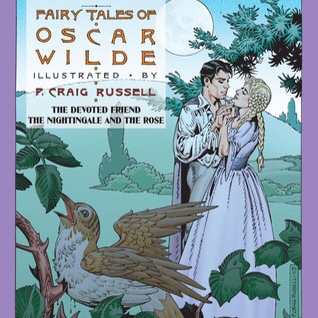 FAIRY TALES OF
OSCAR
WILDE
ILLUSTRATED • BY
P. CRAIG RUSSELL
THE DEVOTED FRIEND
THE NIGHTINGALE AND THE ROSE